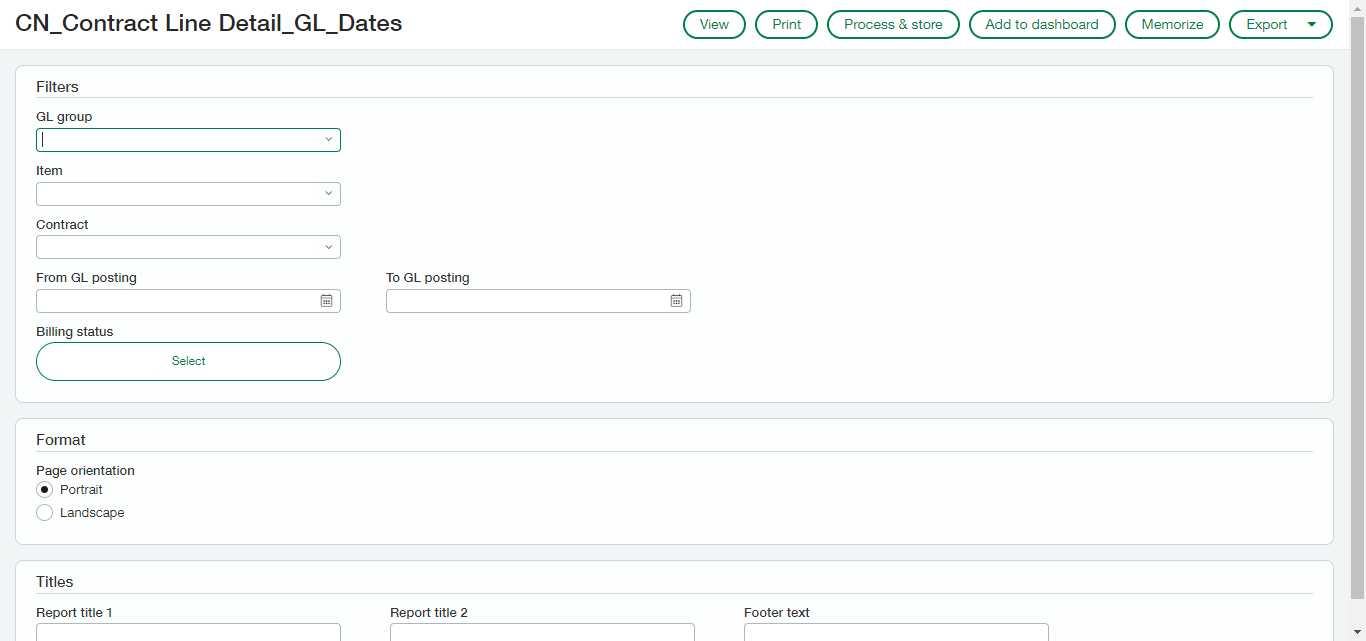 CN_Contract Line Detail_GL_Dates
View
Print
Process & store
Add to dashboard
Memorize
Export
Filters
GL group
Item
Contract
From GL posting
To GL posting
Billing status
Select
Format
Page orientation
Portrait
Landscape
Titles
Report title 1
Report title 2
Footer text